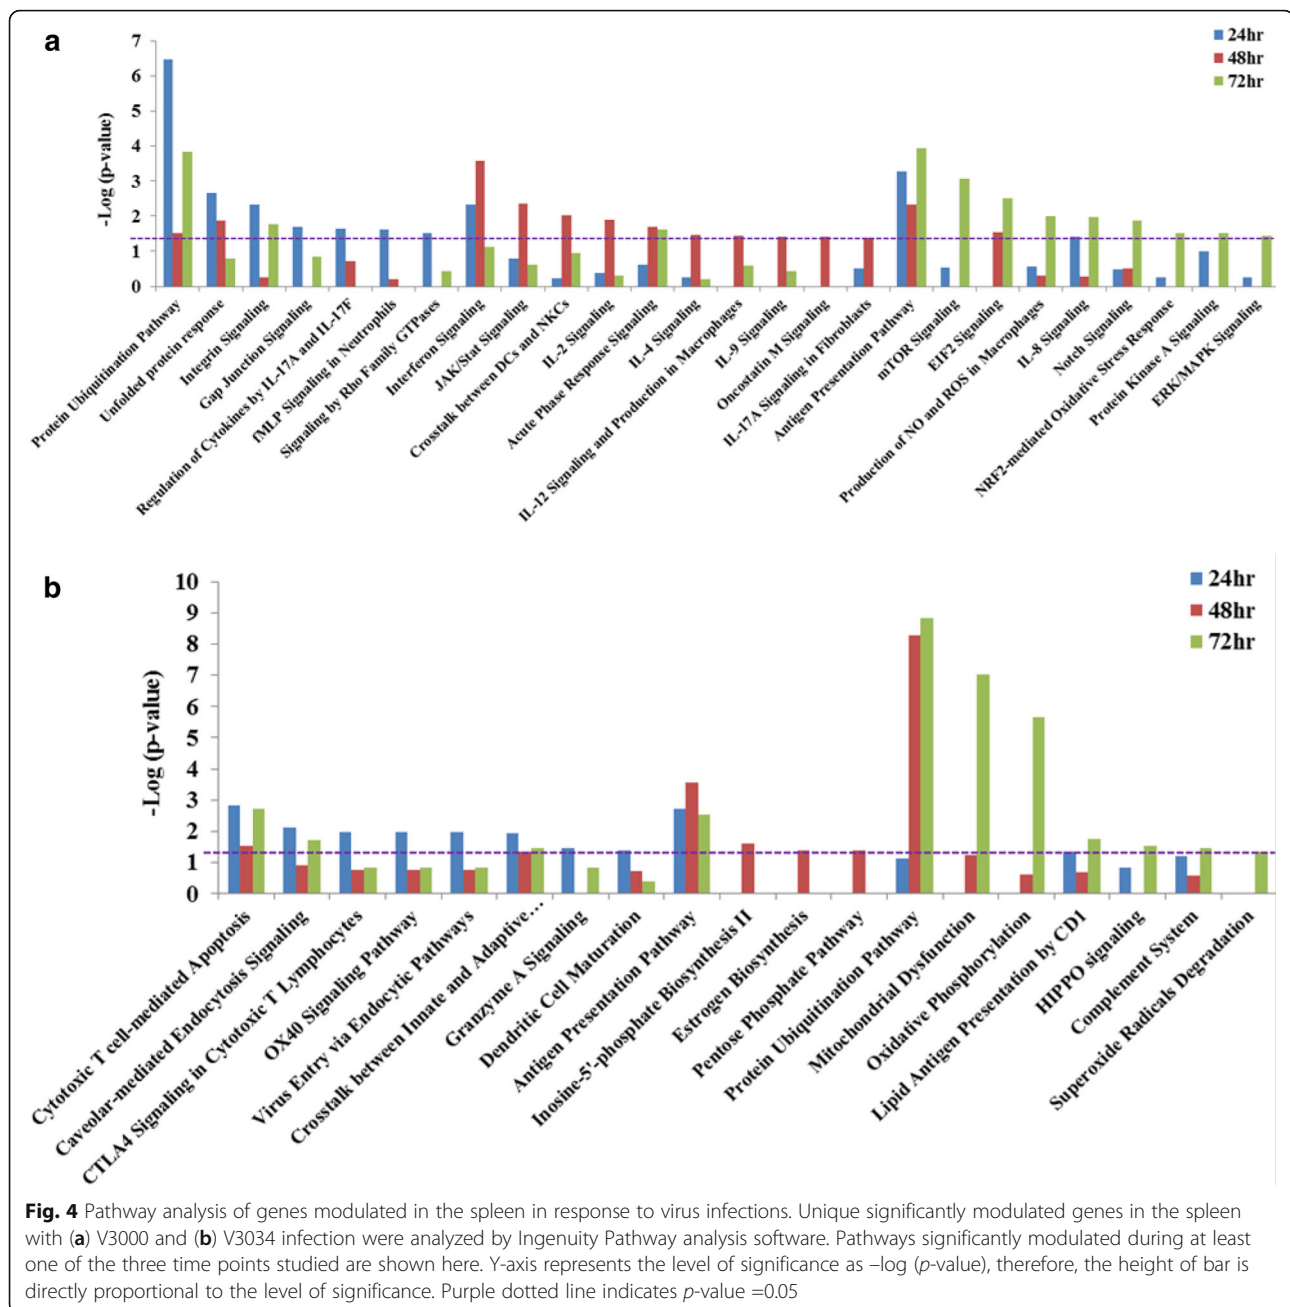 a
7
6
5
4
3
2
1
0
-Log (p-value)
24hr
48hr
72hr
Protein Ubiquitination Pathway
Unfolded protein response
Integrin Signaling
Gap Junction Signaling
Regulation of Cytokines by IL-17A and IL-17F
fMLP Signaling in Neutrophils
Signaling by Rho Family GTPases
Interferon Signaling
JAK/Stat Signaling
Crosstalk between DCs and NKCs
IL-2 Signaling
Acute Phase Response Signaling
IL-4 Signaling
IL-12 Signaling and Production in Macrophages
IL-9 Signaling
Oncostatin M Signaling
IL-17A Signaling in Fibroblasts
Antigen Presentation Pathway
mTOR Signaling
EIF2 Signaling
Production of NO and ROS in Macrophages
IL-8 Signaling
Notch Signaling
NRF2-mediated Oxidative Stress Response
Protein Kinase A Signaling
ERK/MAPK Signaling
b
10
9
8
7
6
5
4
3
2
1
0
-Log (p-value)
24hr
48hr
72hr
Cytotoxic T cell-mediated Apoptosis
Caveolar-mediated Endocytosis Signaling
CTLA4 Signaling in Cytotoxic T Lymphocytes
OX40 Signaling Pathway
Virus Entry via Endocytic Pathways
Crosstalk between Innate and Adaptive…
Granzyme A Signaling
Dendritic Cell Maturation
Antigen Presentation Pathway
Inosine-5'-phosphate Biosynthesis II
Estrogen Biosynthesis
Pentose Phosphate Pathway
Protein Ubiquitination Pathway
Mitochondrial Dysfunction
Oxidative Phosphorylation
Lipid Antigen Presentation by CD1
HIPPO signaling
Complement System
Superoxide Radicals Degradation
Fig. 4 Pathway analysis of genes modulated in the spleen in response to virus infections. Unique significantly modulated genes in the spleen
with (a) V3000 and (b) V3034 infection were analyzed by Ingenuity Pathway analysis software. Pathways significantly modulated during at least
one of the three time points studied are shown here. Y-axis represents the level of significance as –log (p-value), therefore, the height of bar is
directly proportional to the level of significance. Purple dotted line indicates p-value =0.05